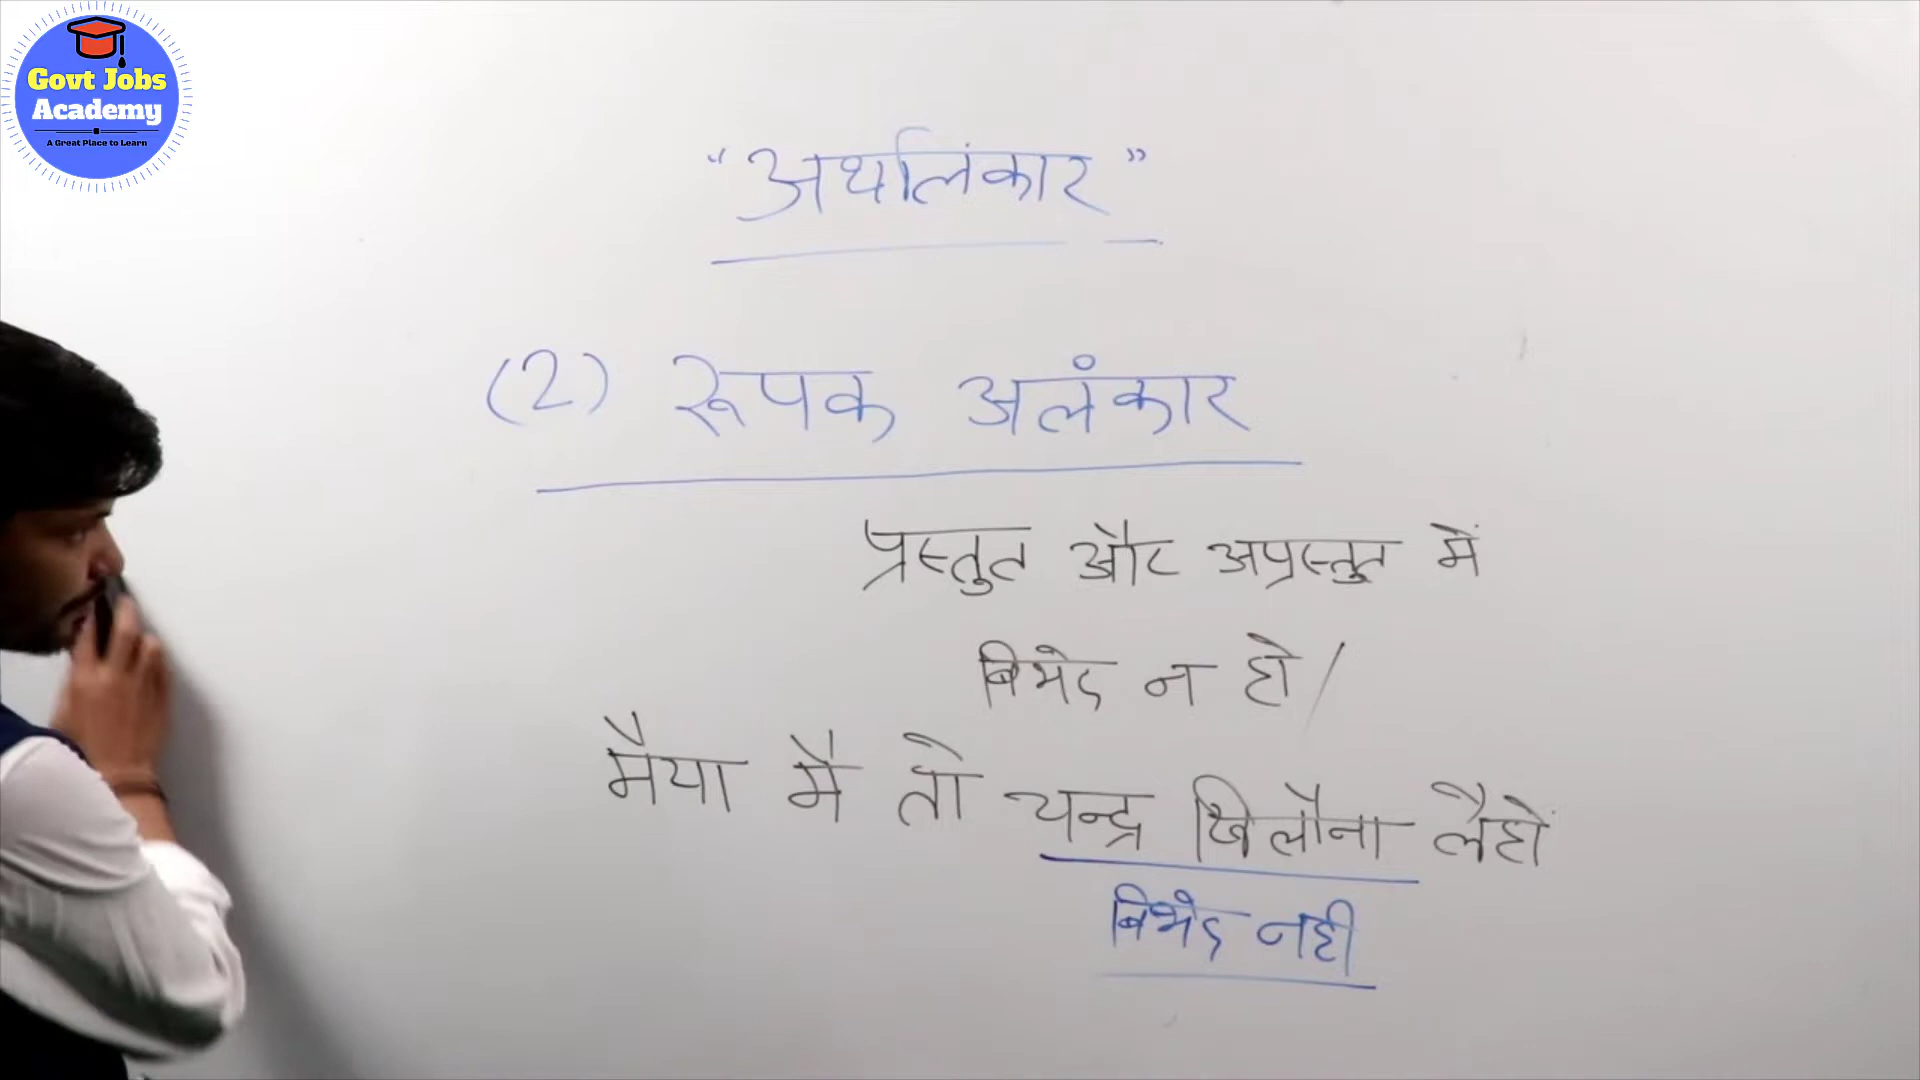 Govt Jobs
Academy
A Great Place to Learn
“अर्थालंकार”
(2) रूपक अलंकार
प्रस्तुत और अप्रस्तुत में
बिभेद न हो/
मैया मै तो चन्द्र खिलौना लैहों
बिभेद नही